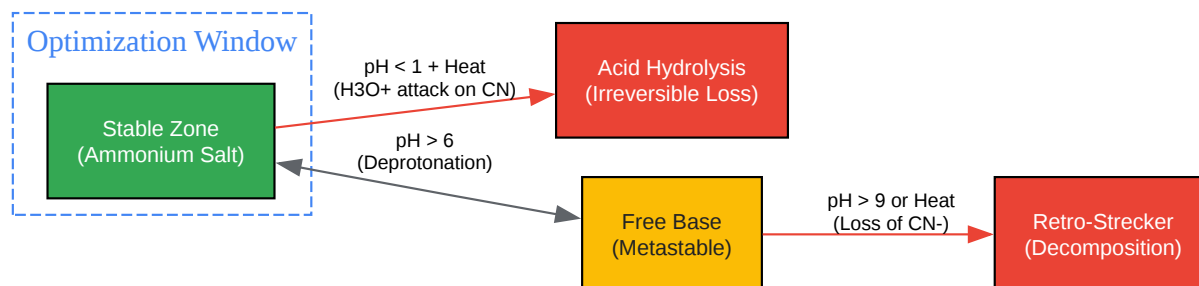 Optimization Window
Stable Zone
(Ammonium Salt)
pH < 1 + Heat
(H3O+ attack on CN)
Acid Hydrolysis
(Irreversible Loss)
pH > 6
(Deprotonation)
Free Base
(Metastable)
pH > 9 or Heat
(Loss of CN-)
Retro-Strecker
(Decomposition)